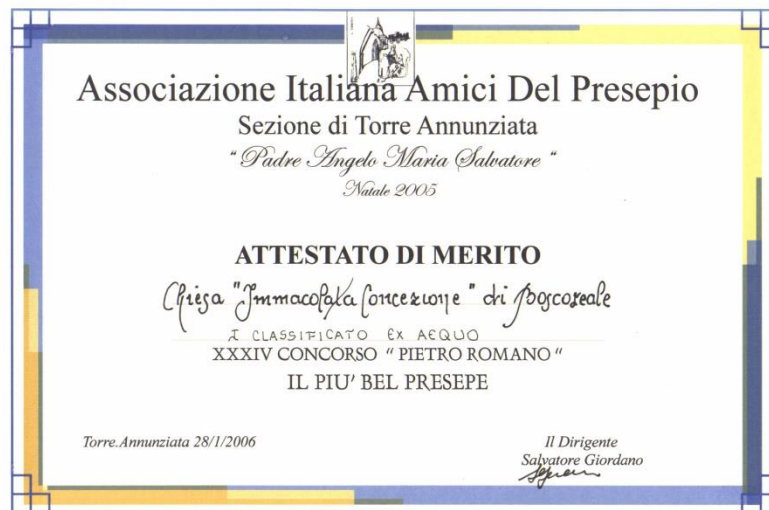 Associazione Italiana Amici Del Presepio
Sezione di Torre Annunziata
" Padre Angelo Maria Salvatore "
Natale 2005
ATTESTATO DI MERITO
Chiesa "Immacolata Concezione" di Boscoreale
I CLASSIFICATO EX AEQUO
XXXIV CONCORSO " PIETRO ROMANO "
IL PIU' BEL PRESEPE
Torre.Annunziata 28/1/2006
Il Dirigente
Salvatore Giordano